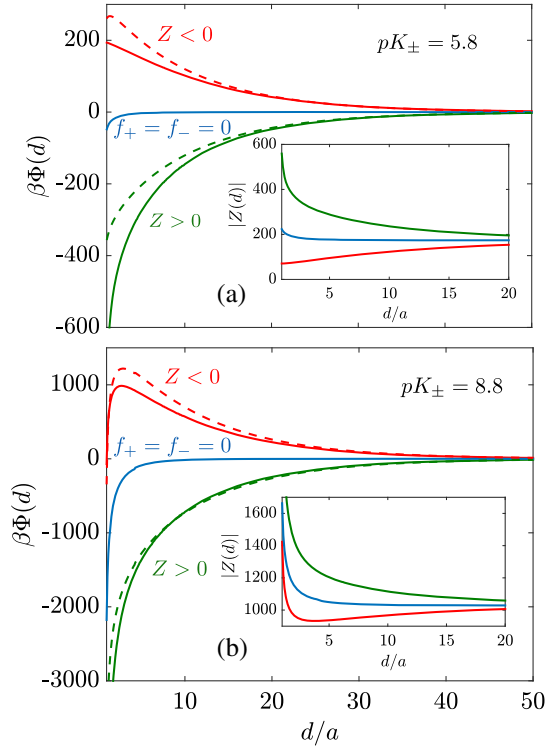 200
0
-200
-400
-600
βΦ(d)
Z < 0
pK± = 5.8
f+ = f− = 0
Z > 0
(a)
600
400
200
0
|Z(d)|
5 10 15 20
d/a
1000
0
-1000
-2000
-3000
βΦ(d)
Z < 0
pK± = 8.8
f+ = f− = 0
Z > 0
(b)
1600
1400
1200
1000
|Z(d)|
5 10 15 20
d/a
10 20 30 40 50
d/a